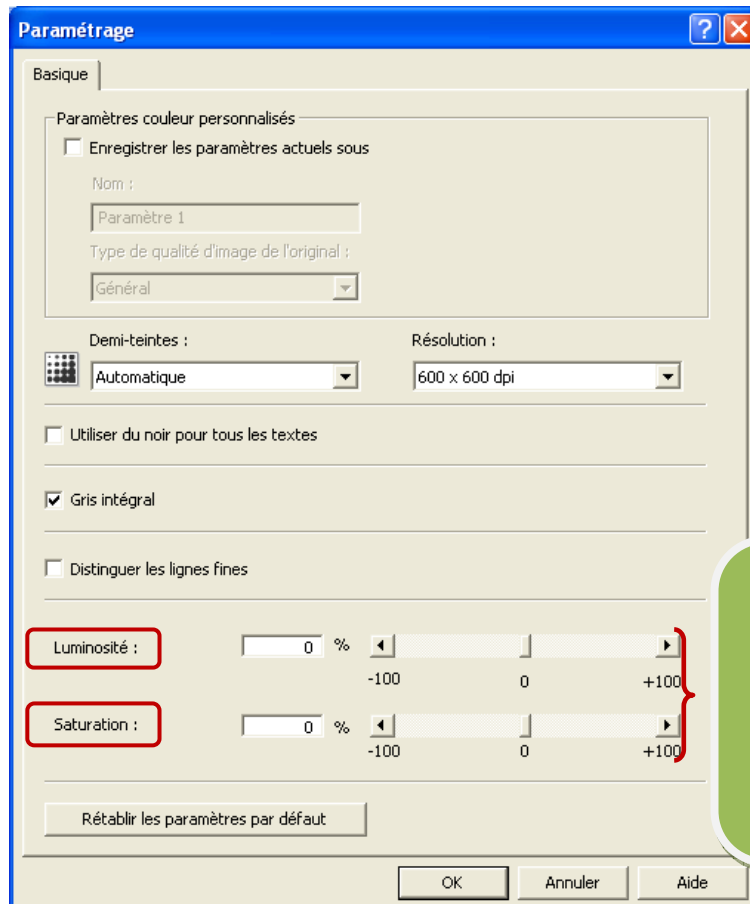 Paramétrage
Basique
Paramètres couleur personnalisés
Enregistrer les paramètres actuels sous
Nom :
Paramètre 1
Type de qualité d'image de l'original :
Général
Demi-teintes : Résolution :
Automatique 600 x 600 dpi
Utiliser du noir pour tous les textes
Gris intégral
Distinguer les lignes fines
Luminosité : 0 %
-100 0 +100
Saturation : 0 %
-100 0 +100
Rétablir les paramètres par défaut
OK Annuler Aide